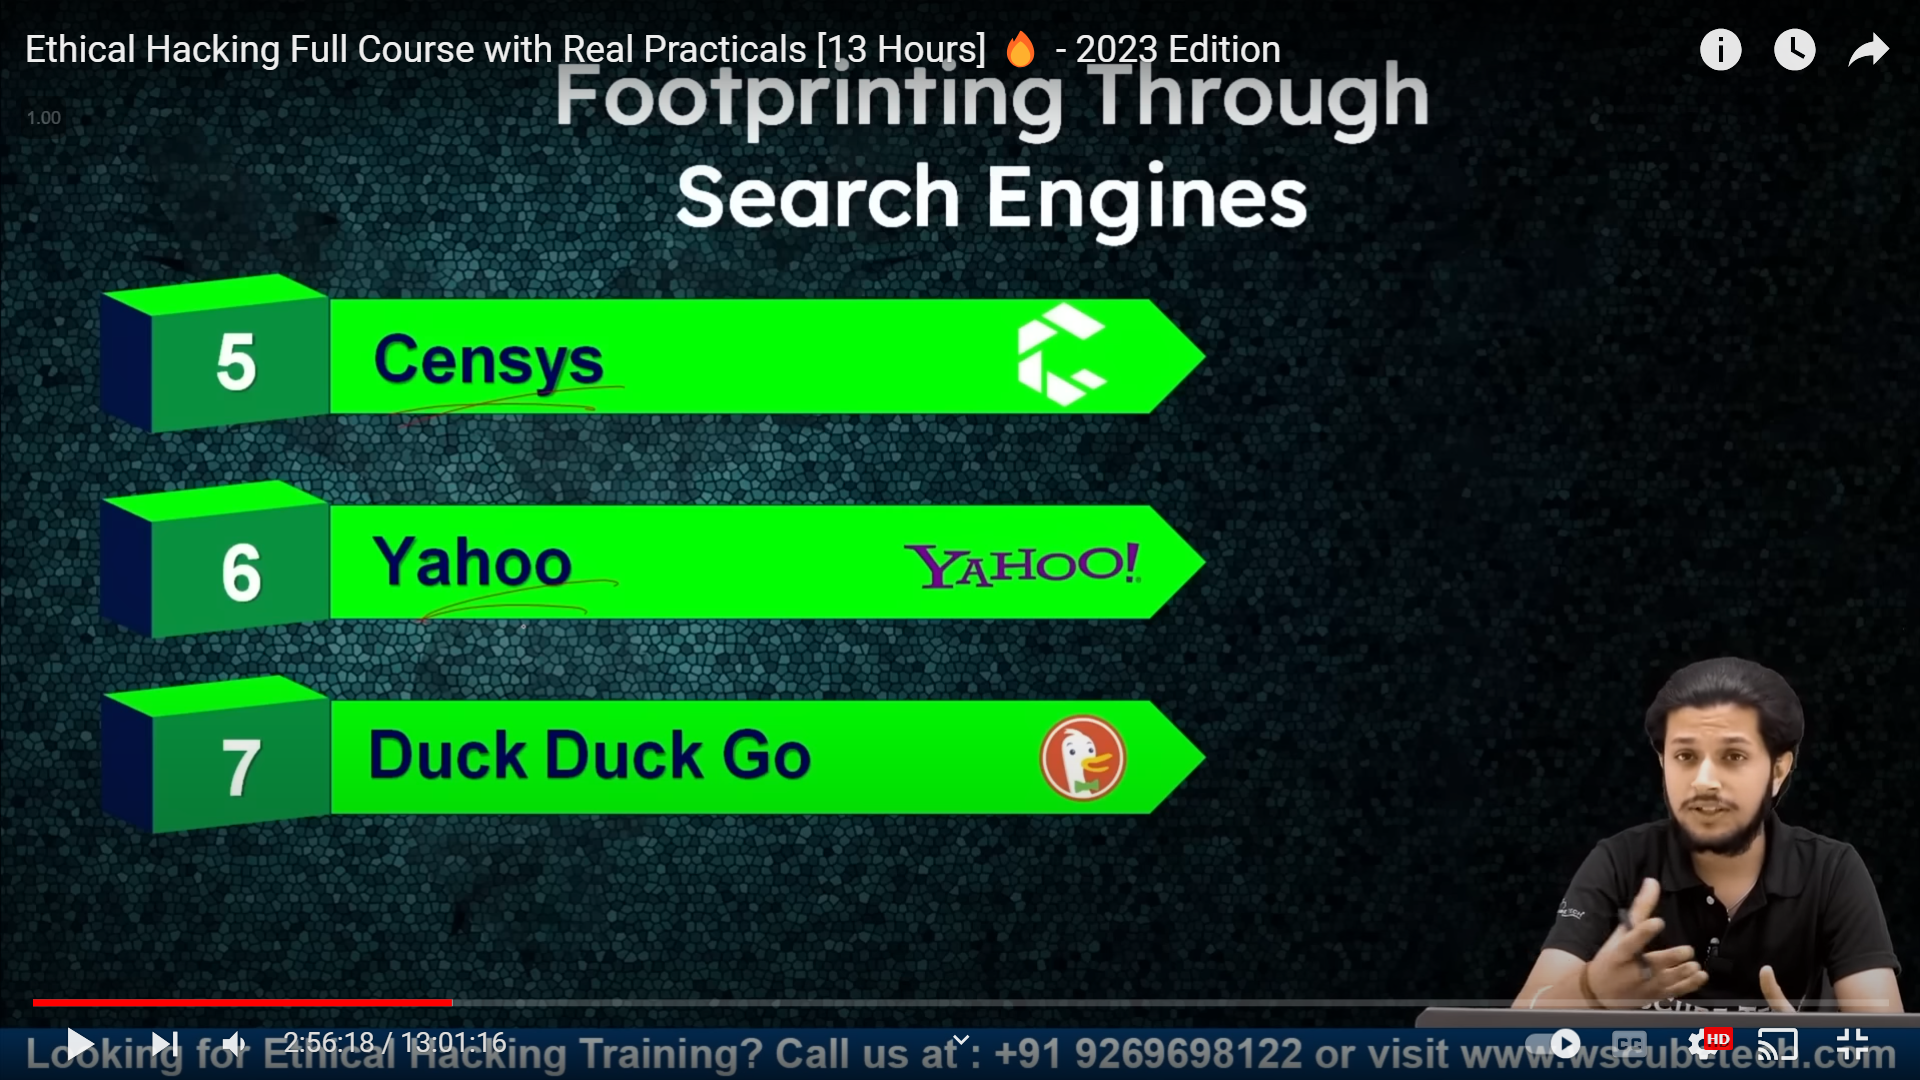 Ethical Hacking Full Course with Real Practicals [13 Hours] 🔥 - 2023 Edition
1.00
Footprinting Through
Search Engines
5 Censys
6 Yahoo YAHOO!
7 Duck Duck Go
2:56:18 / 13:01:16
CC
HD
Looking for Ethical Hacking Training? Call us at : +91 9269698122 or visit www.wscubetech.com